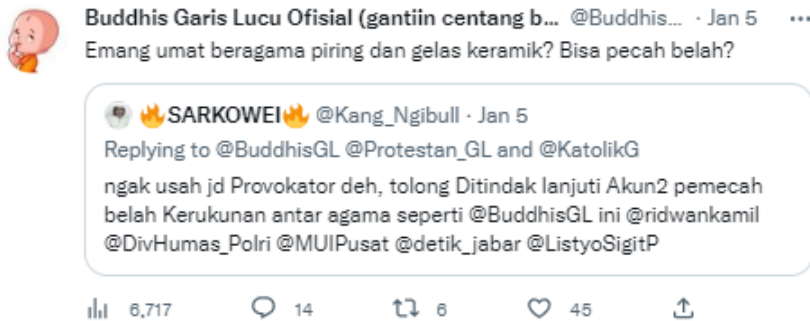 Buddhis Garis Lucu Ofisial (gantiin centang b... @Buddhis... · Jan 5 ...
Emang umat beragama piring dan gelas keramik? Bisa pecah belah?
🔥SARKOWEI🔥 @Kang_Ngibull · Jan 5
Replying to @BuddhisGL @Protestan_GL and @KatolikG
ngak usah jd Provokator deh, tolong Ditindak lanjuti Akun2 pemecah
belah Kerukunan antar agama seperti @BuddhisGL ini @ridwankamil
@DivHumas_Polri @MUIPusat @detik_jabar @ListyoSigitP
6,717 14 6 45